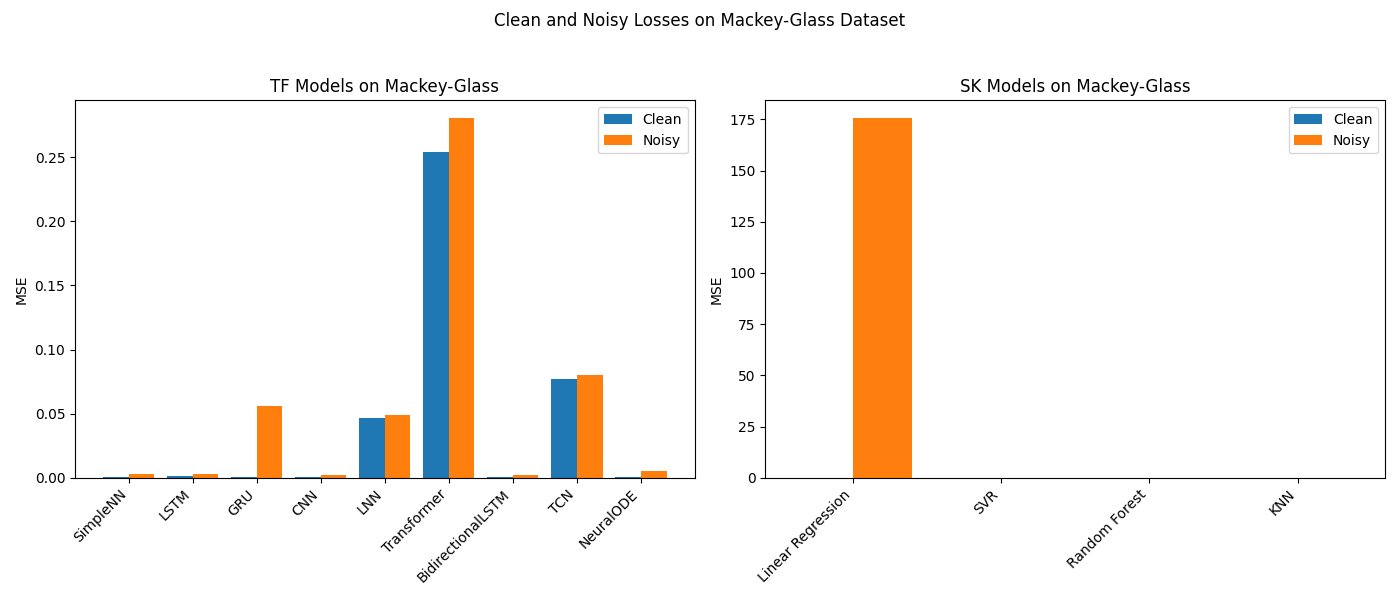 Clean and Noisy Losses on Mackey-Glass Dataset
TF Models on Mackey-Glass
Clean
Noisy
MSE
0.25
0.20
0.15
0.10
0.05
0.00
SimpleNN
LSTM
GRU
CNN
LNN
Transformer
BidirectionalLSTM
TCN
NeuralODE
SK Models on Mackey-Glass
Clean
Noisy
MSE
175
150
125
100
75
50
25
0
Linear Regression
SVR
Random Forest
KNN